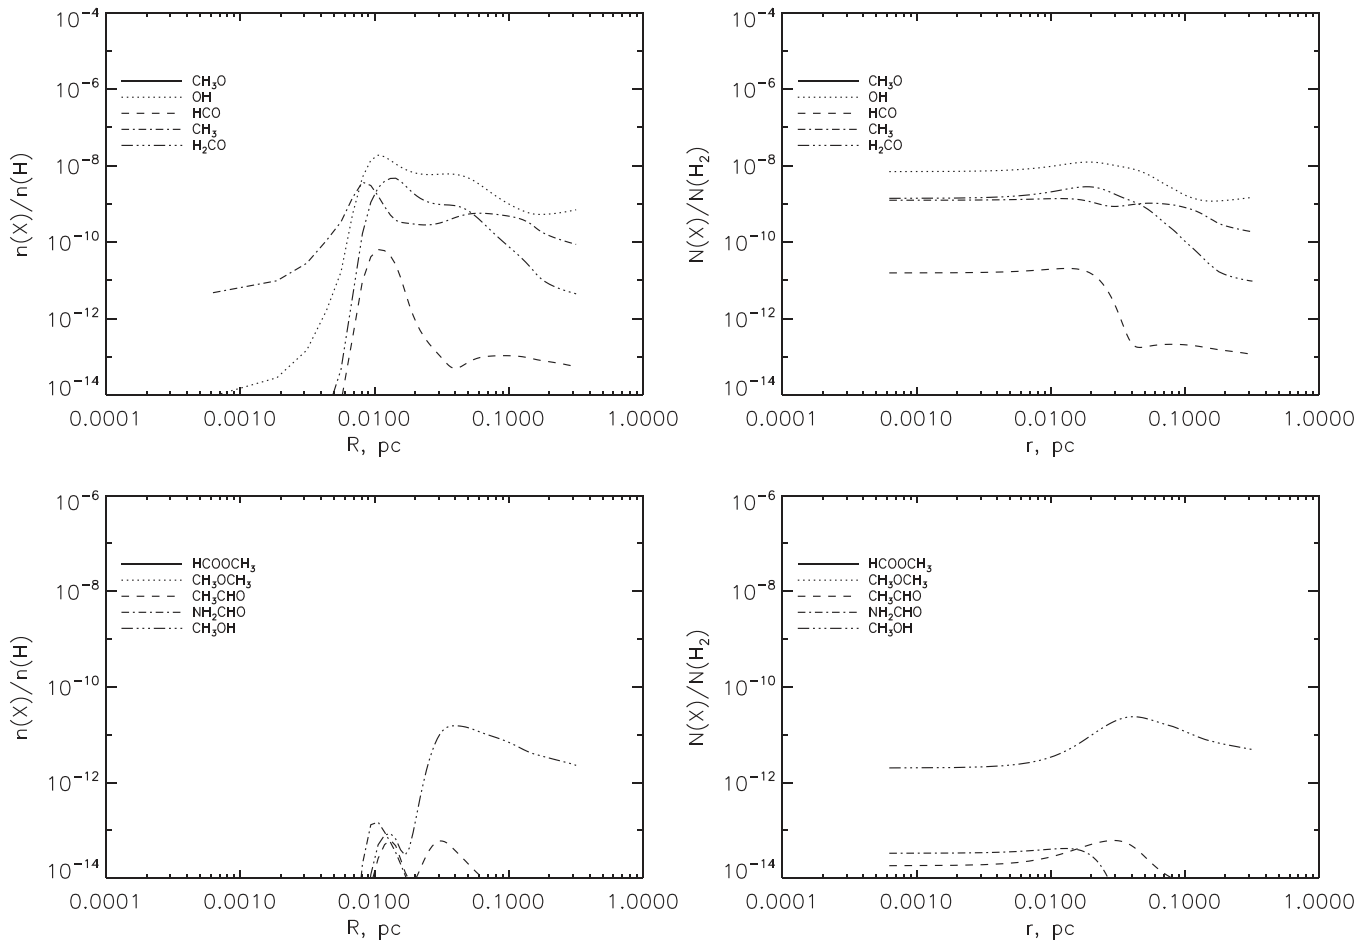 10⁻⁴
10⁻⁶
10⁻⁸
10⁻¹⁰
10⁻¹²
10⁻¹⁴
n(X)/n(H)
CH₃O
OH
HCO
CH₃
H₂CO
0.0001 0.0010 0.0100 0.1000 1.0000
R, pc
10⁻⁴
10⁻⁶
10⁻⁸
10⁻¹⁰
10⁻¹²
10⁻¹⁴
N(X)/N(H₂)
CH₃O
OH
HCO
CH₃
H₂CO
0.0001 0.0010 0.0100 0.1000 1.0000
r, pc
10⁻⁶
10⁻⁸
10⁻¹⁰
10⁻¹²
10⁻¹⁴
n(X)/n(H)
HCOOCH₃
CH₃OCH₃
CH₃CHO
NH₂CHO
CH₃OH
0.0001 0.0010 0.0100 0.1000 1.0000
R, pc
10⁻⁶
10⁻⁸
10⁻¹⁰
10⁻¹²
10⁻¹⁴
N(X)/N(H₂)
HCOOCH₃
CH₃OCH₃
CH₃CHO
NH₂CHO
CH₃OH
0.0001 0.0010 0.0100 0.1000 1.0000
r, pc